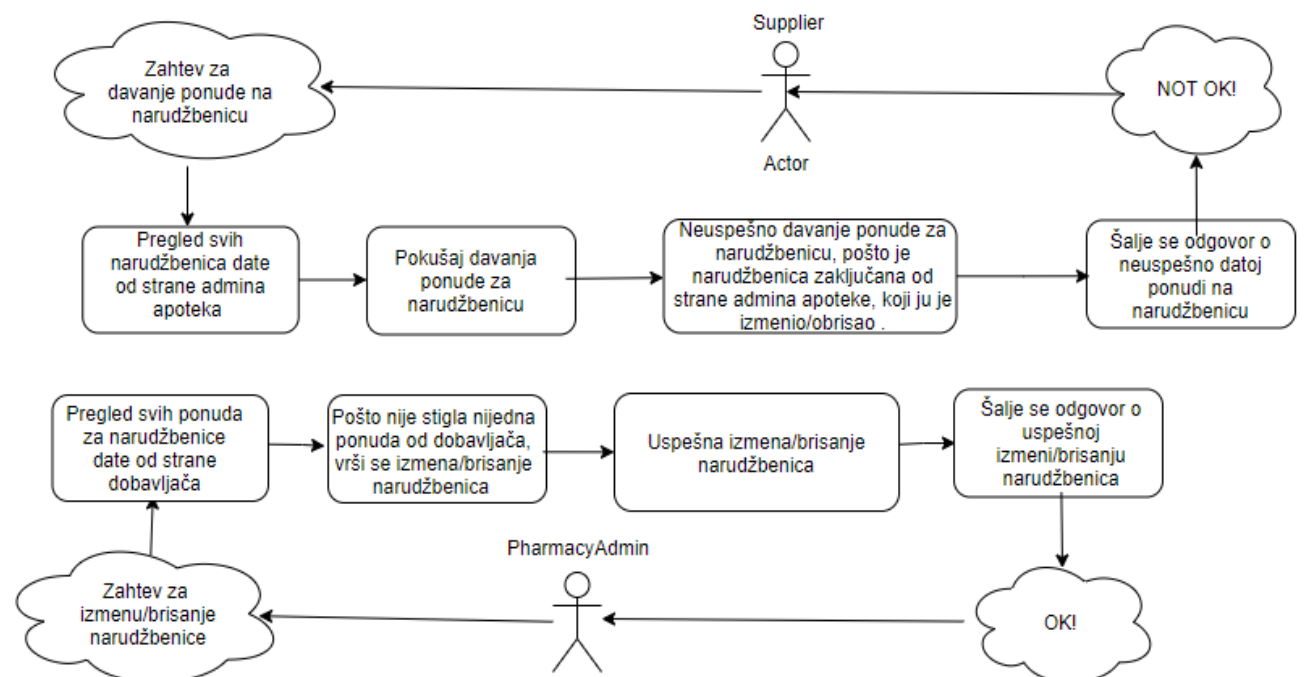 Supplier
Zahtev za
davanje ponude na
narudžbenicu
NOT OK!
Actor
Pregled svih
narudžbenica date
od strane admina
apoteka
Pokušaj davanja
ponude za
narudžbenicu
Neuspešno davanje ponude za
narudžbenicu, pošto je
narudžbenica zaključana od
strane admina apoteke, koji ju je
izmenio/obrisao .
Šalje se odgovor o
neuspešno datoj
ponudi na
narudžbenicu
Pregled svih ponuda
za narudžbenice
date od strane
dobavljača
Pošto nije stigla nijedna
ponuda od dobavljača,
vrši se izmena/brisanje
narudžbenica
Uspešna izmena/brisanje
narudžbenica
Šalje se odgovor o
uspešnoj
izmeni/brisanju
narudžbenica
PharmacyAdmin
Zahtev za
izmenu/brisanje
narudžbenice
OK!